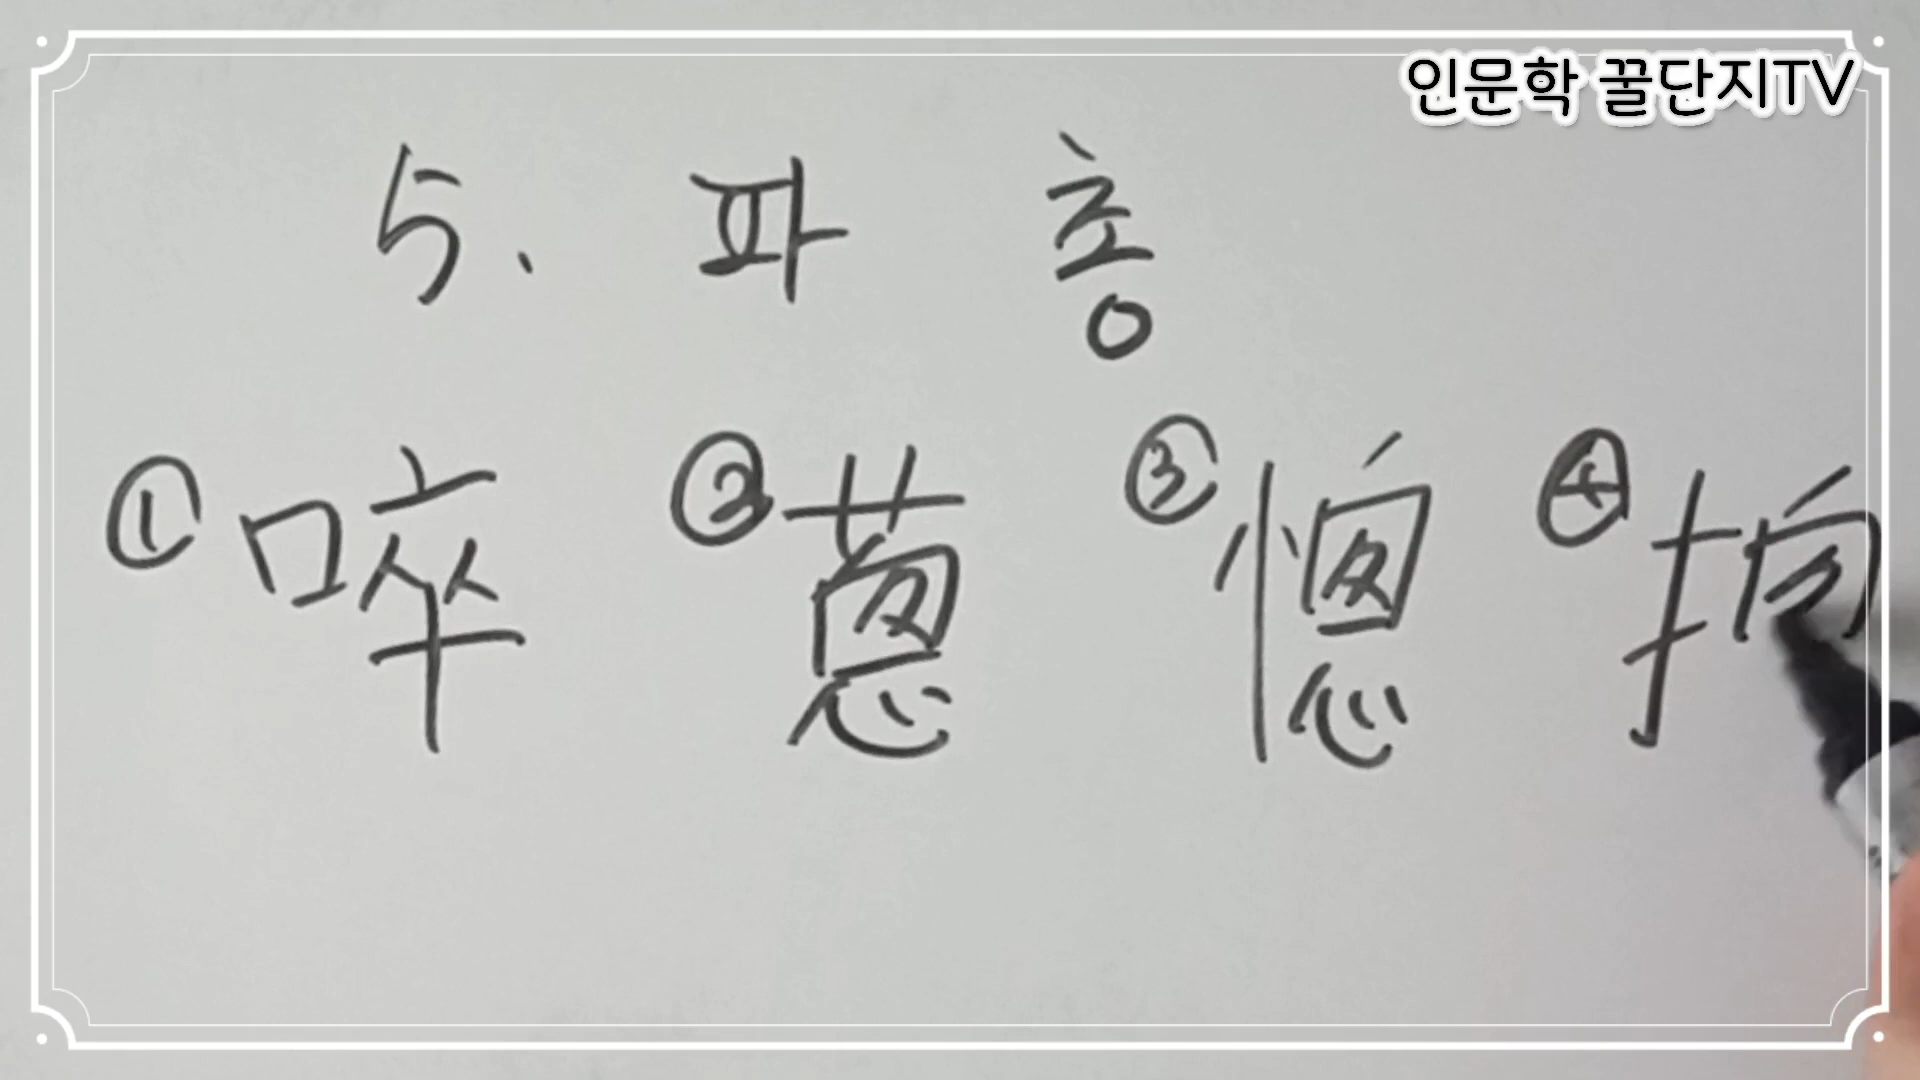 인문학 꿀단지TV
5. 파 총
① 啐 ② 蔥 ③ 憁 ④